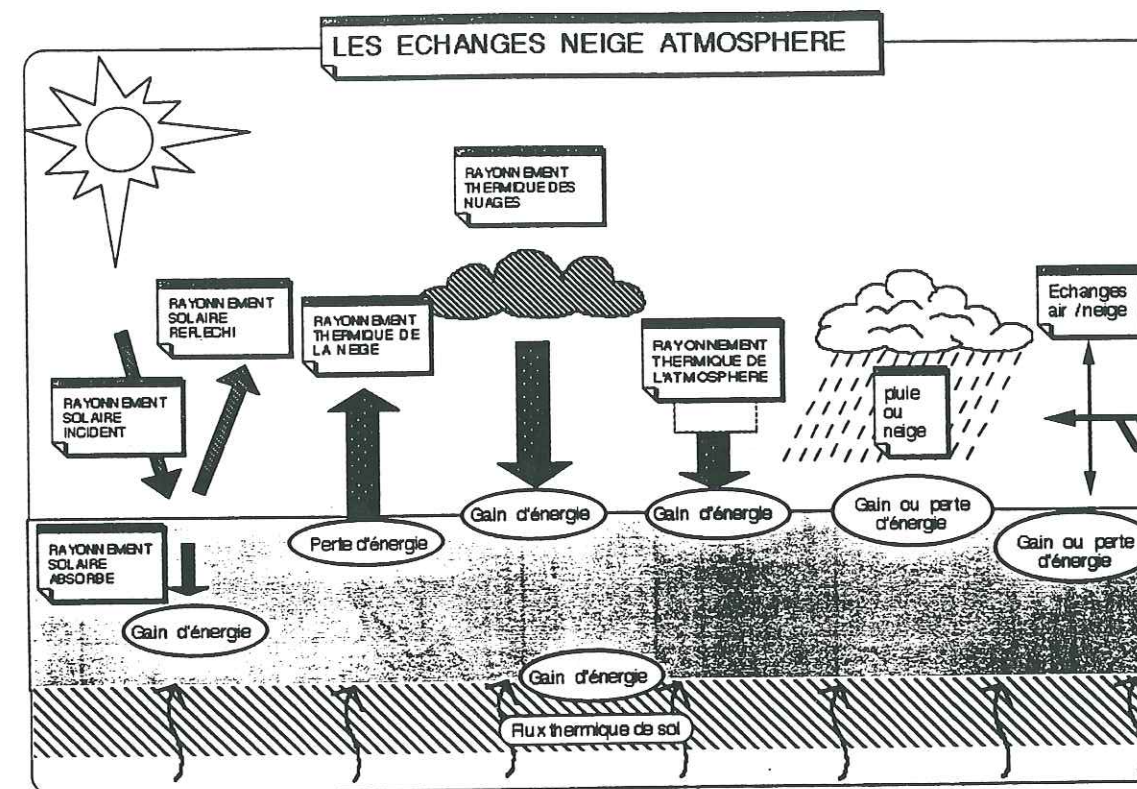 LES ECHANGES NEIGE ATMOSPHERE
RAYONNEMENT
THERMIQUE DES
NUAGES
RAYONNEMENT
SOLAIRE
REFLECHI
RAYONNEMENT
THERMIQUE DE
LA NEIGE
RAYONNEMENT
THERMIQUE DE
L'ATMOSPHERE
Echanges
air /neige
RAYONNEMENT
SOLAIRE
INCIDENT
pluie
ou
neige
Gain d'énergie
Gain d'énergie
Gain ou perte
d'énergie
Perte d'énergie
Gain ou perte
d'énergie
RAYONNEMENT
SOLAIRE
ABSORBE
Gain d'énergie
Gain d'énergie
Flux thermique de sol